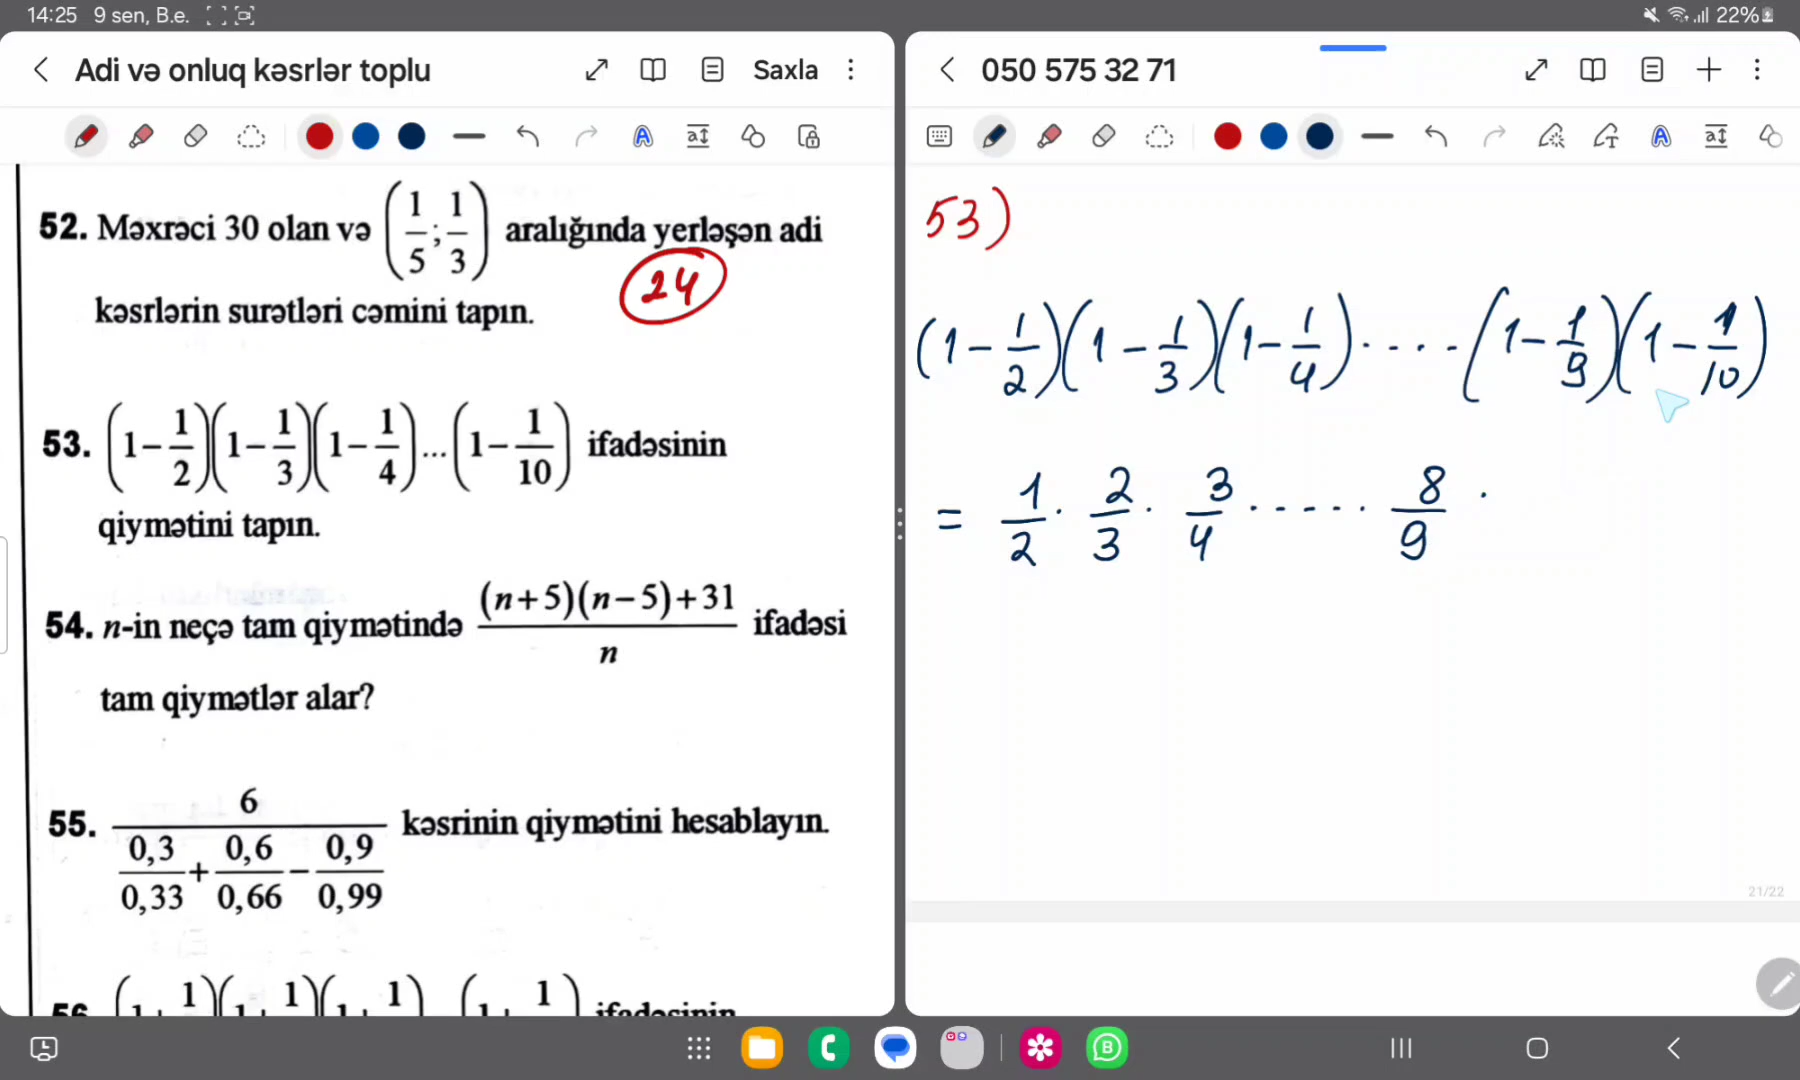 14:25 9 sen, B.e. 22%
Adi və onluq kəsrlər toplu Saxla
52. Məxrəci 30 olan və (1/5; 1/3) aralığında yerləşən adi
kəsrlərin surətləri cəmini tapın.
24
53. (1−1/2)(1−1/3)(1−1/4)...(1−1/10) ifadəsinin
qiymətini tapın.
54. n-in neçə tam qiymətində ((n+5)(n−5)+31)/n ifadəsi
tam qiymətlər alar?
55. 6/(0,3/0,33+0,6/0,66−0,9/0,99) kəsrinin qiymətini hesablayın.
050 575 32 71
53)
(1−1/2)(1−1/3)(1−1/4)....(1−1/9)(1−1/10)
= 1/2 · 2/3 · 3/4 ······ 8/9 ·
21/22